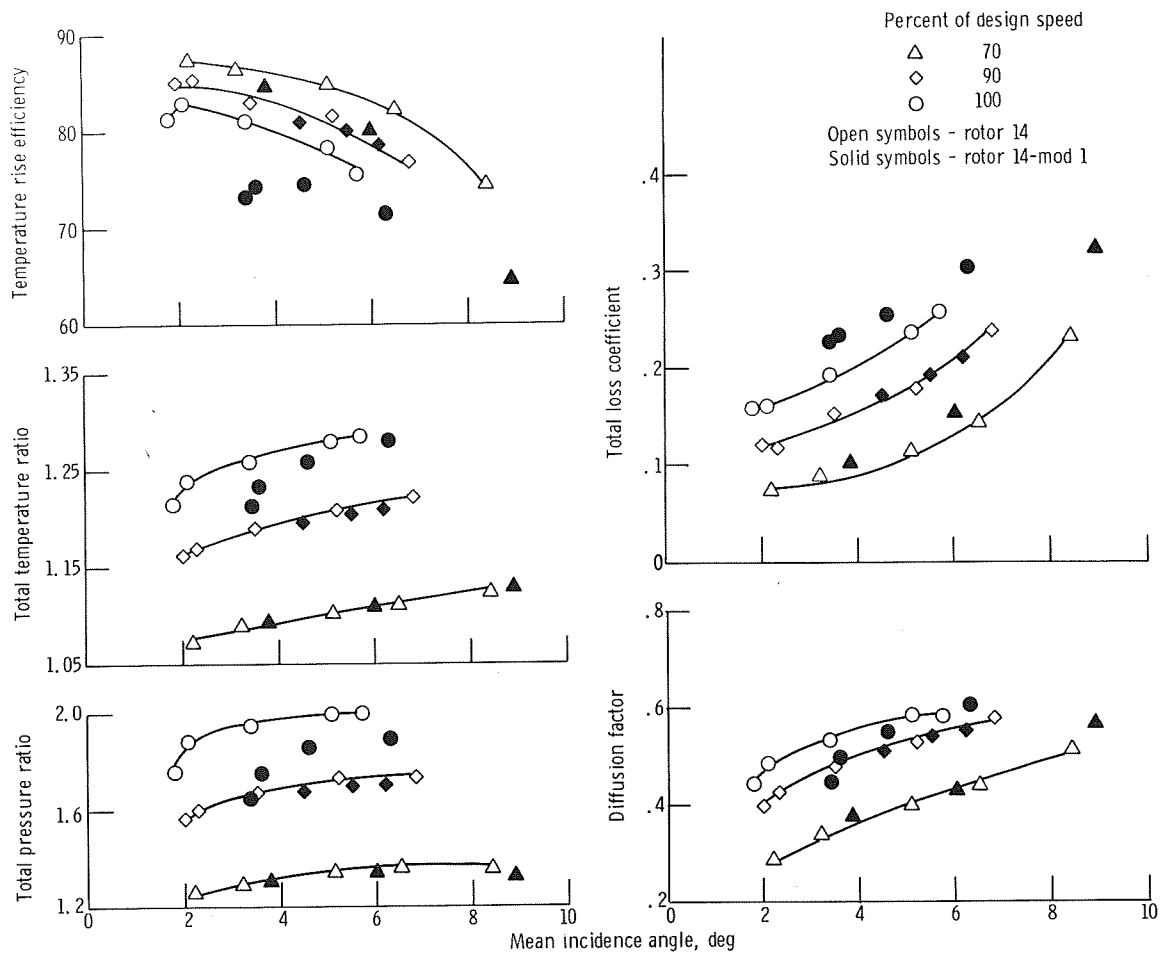 Percent of design speed
70
90
100
Open symbols - rotor 14
Solid symbols - rotor 14-mod 1
Temperature rise efficiency
90
80
70
60
Total temperature ratio
1.35
1.25
1.15
1.05
Total pressure ratio
2.0
1.6
1.2
0 2 4 6 8 10
Total loss coefficient
.4
.3
.2
.1
0
Diffusion factor
.8
.6
.4
.2
0 2 4 6 8 10
Mean incidence angle, deg